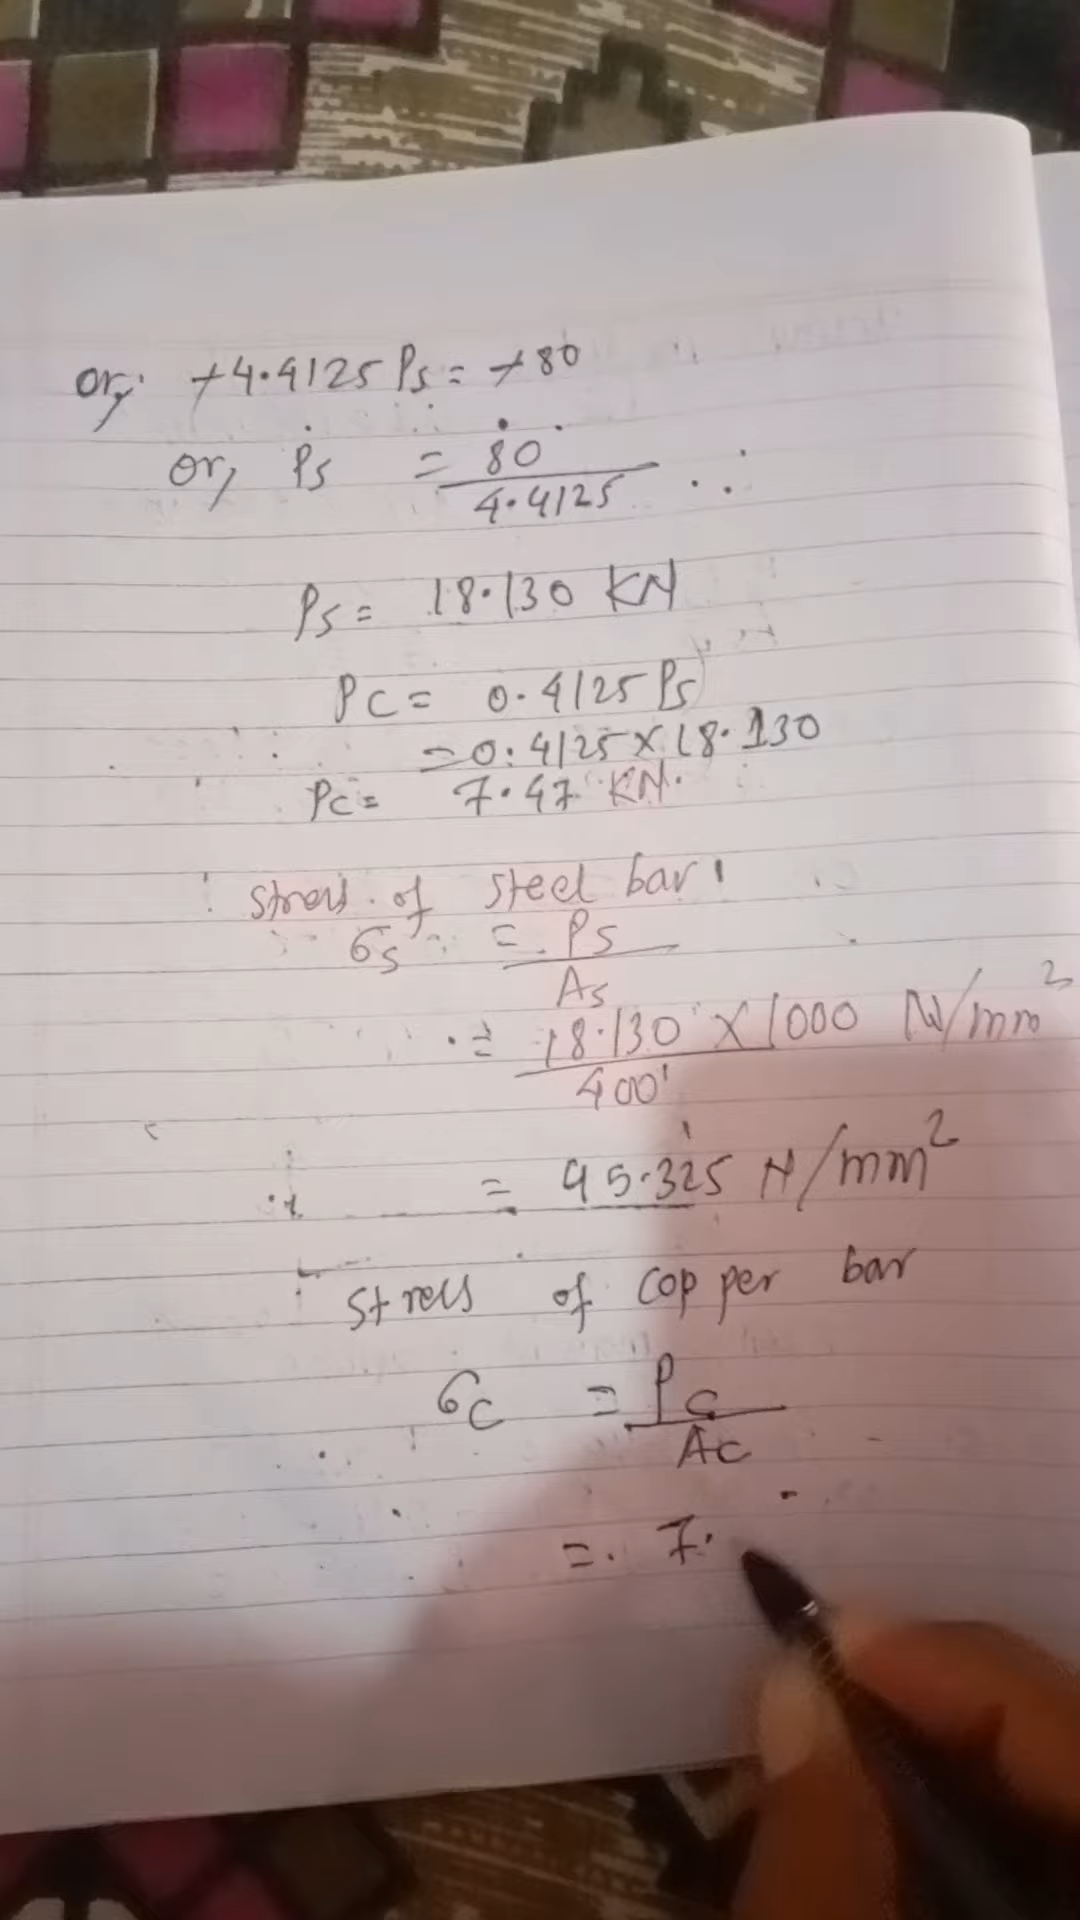 or, +4.4125 Ps = +80
or, Ps = 80
4.4125
Ps = 18.130 KN
Pc = 0.4125 Ps
= 0.4125 x 18.130
Pc = 7.47 KN.
Stress of steel bar
σs = Ps
As
= 18.130 x 1000 N/mm²
400
= 45.325 N/mm²
Stress of copper bar
σc = Pc
Ac
= 7.